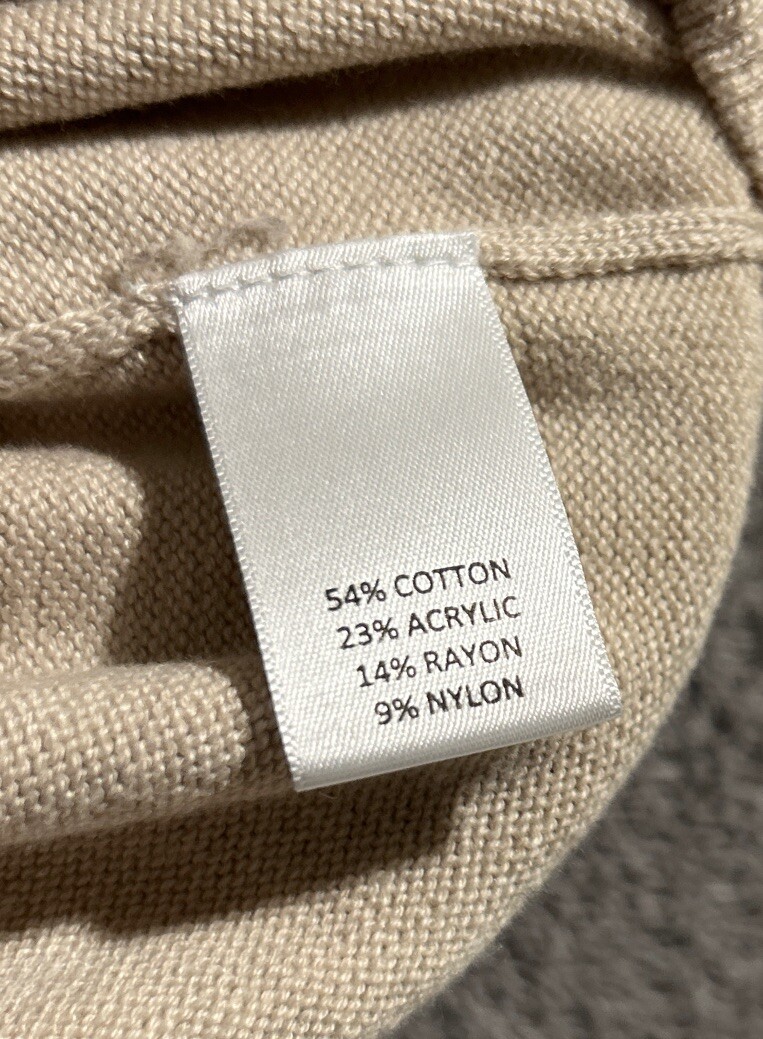 54% COTTON
23% ACRYLIC
14% RAYON
9% NYLON